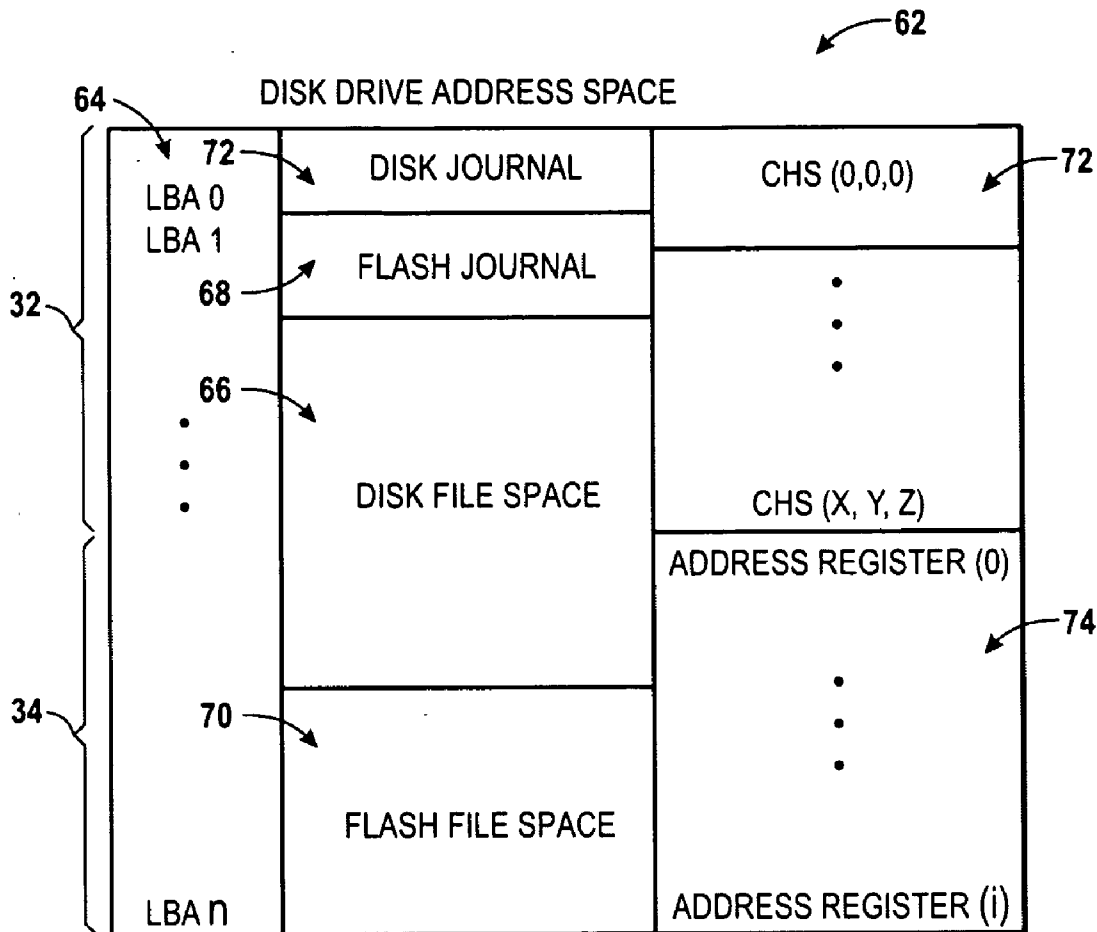 62
DISK DRIVE ADDRESS SPACE
64
72
DISK JOURNAL
CHS (0,0,0)
72
LBA 0
LBA 1
FLASH JOURNAL
68
32
66
DISK FILE SPACE
CHS (X, Y, Z)
ADDRESS REGISTER (0)
74
34
70
FLASH FILE SPACE
LBA n
ADDRESS REGISTER (i)